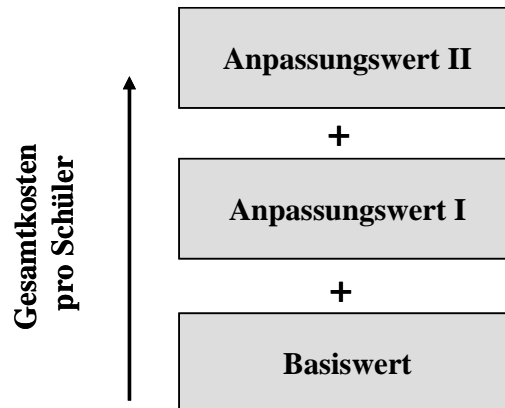 Anpassungswert II
+
Anpassungswert I
+
Basiswert
Gesamtkosten
pro Schüler